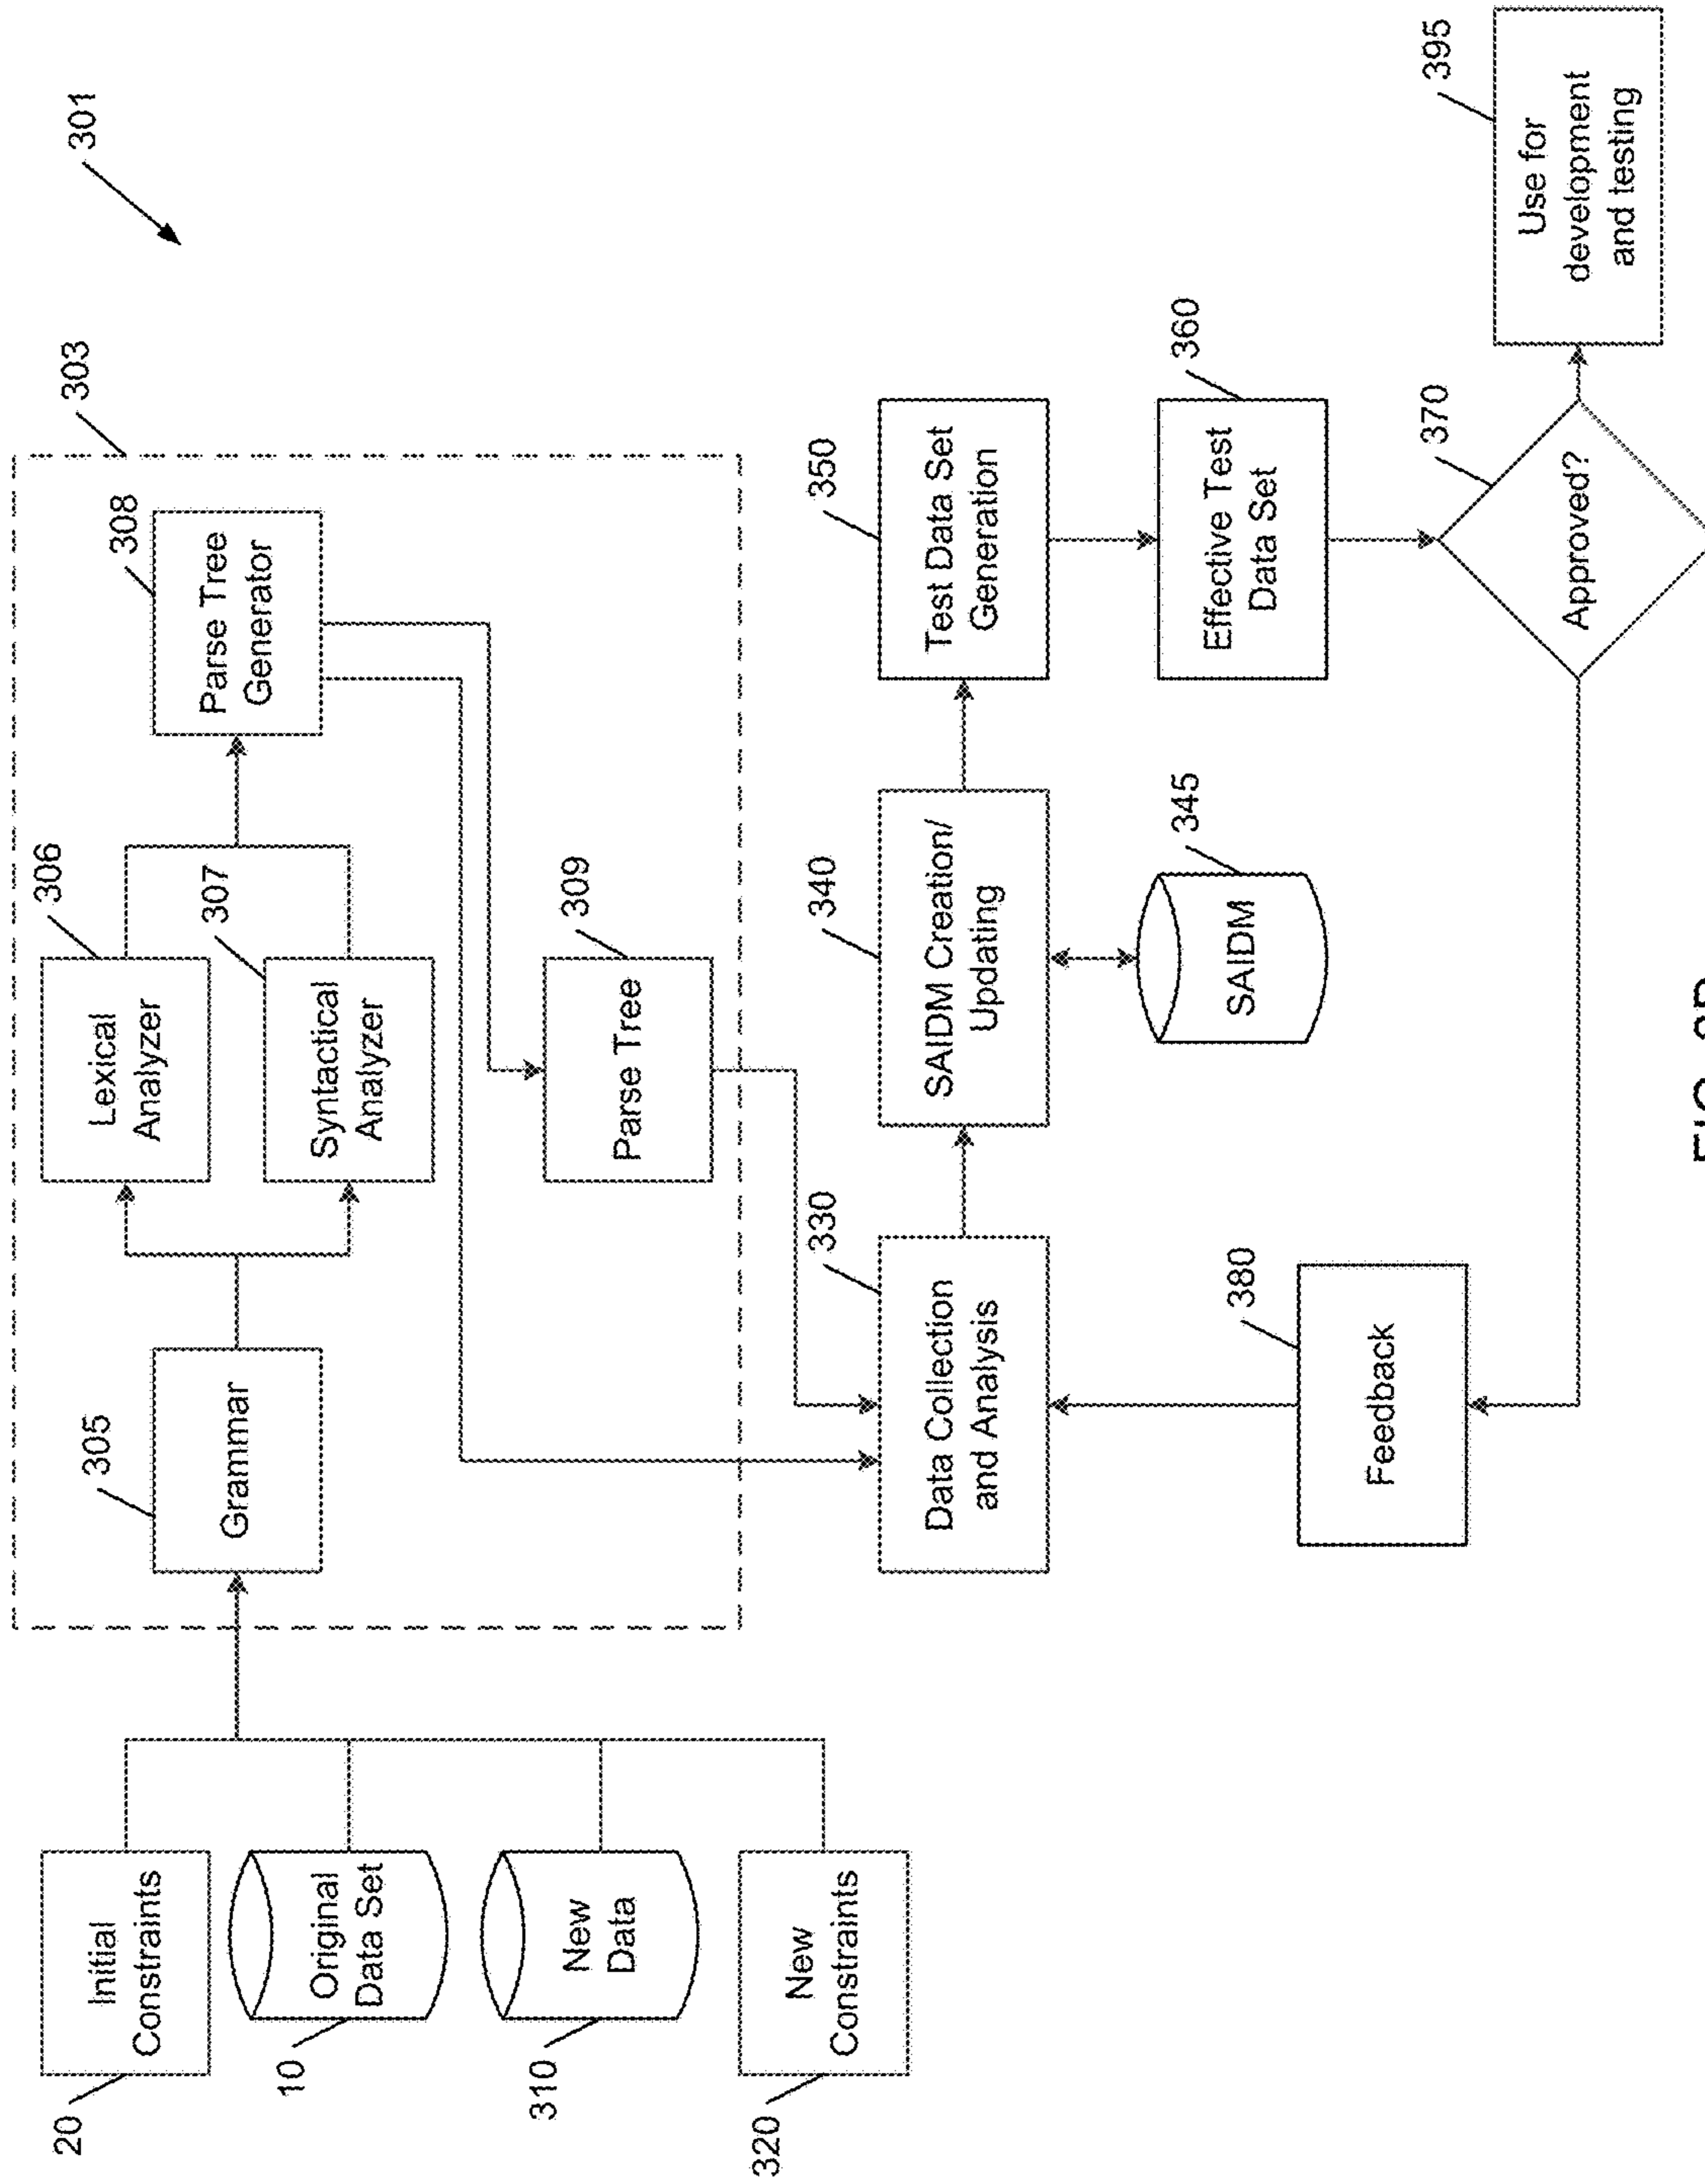 301
303
20
Initial
Constraints
10
Original
Data Set
310
New
Data
320
New
Constraints
305
Grammar
306
Lexical
Analyzer
307
Syntactical
Analyzer
308
Parse Tree
Generator
309
Parse Tree
330
Data Collection
and Analysis
340
SAIDM Creation/
Updating
345
SAIDM
350
Test Data Set
Generation
360
Effective Test
Data Set
370
Approved?
380
Feedback
395
Use for
development
and testing